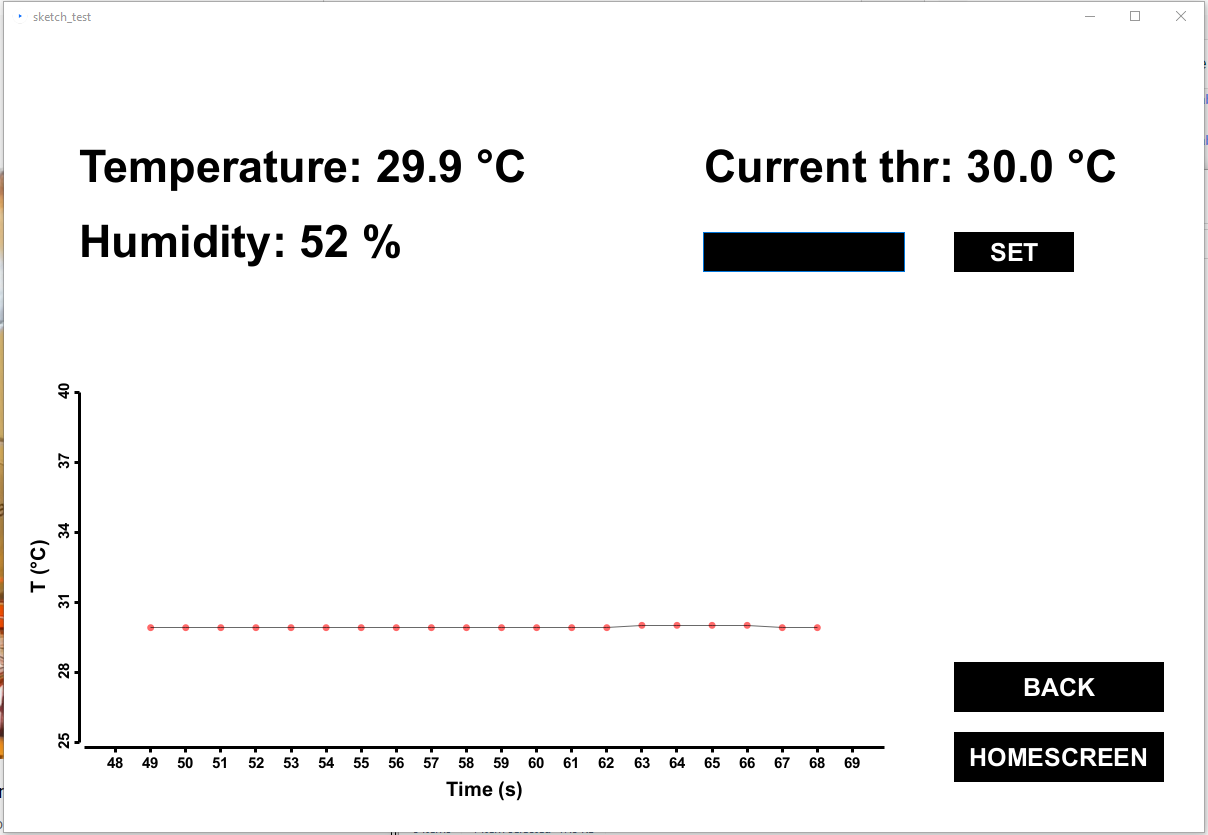 sketch_test
Temperature: 29.9 °C
Current thr: 30.0 °C
Humidity: 52 %
SET
40
37
34
31
28
25
T (°C)
48 49 50 51 52 53 54 55 56 57 58 59 60 61 62 63 64 65 66 67 68 69
Time (s)
BACK
HOMESCREEN